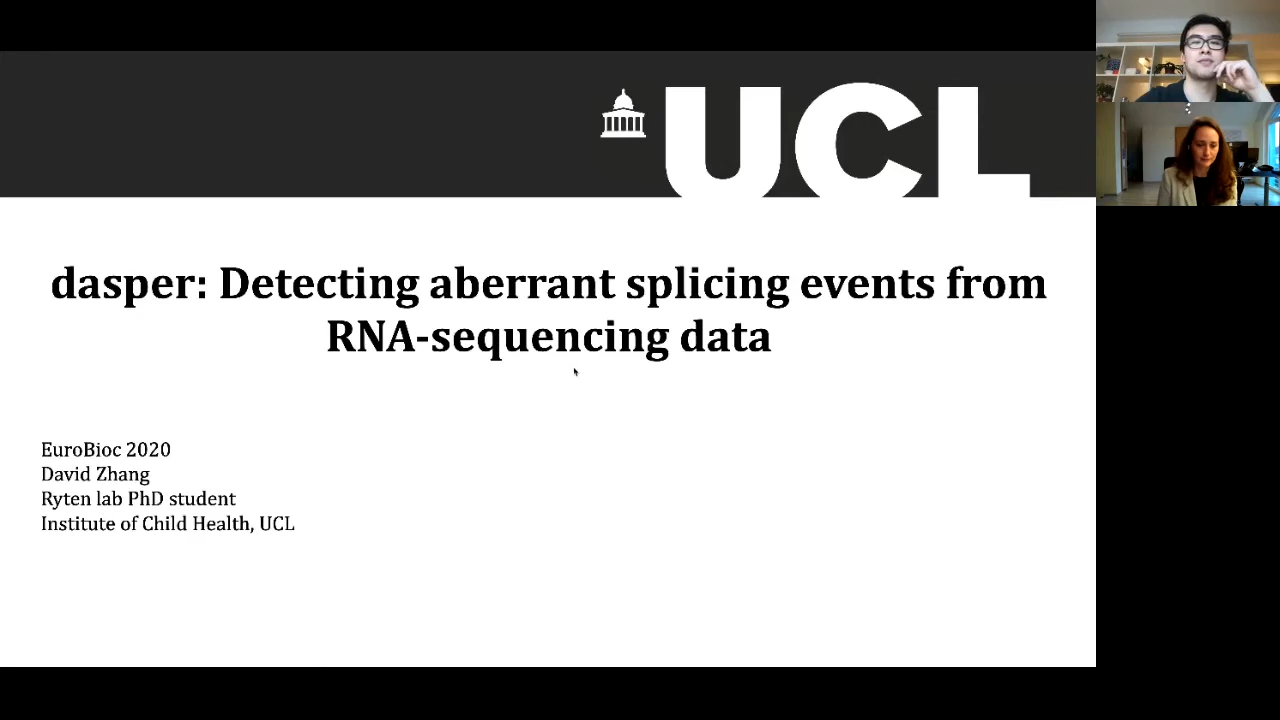 UCL
dasper: Detecting aberrant splicing events from
RNA-sequencing data
EuroBioc 2020
David Zhang
Ryten lab PhD student
Institute of Child Health, UCL